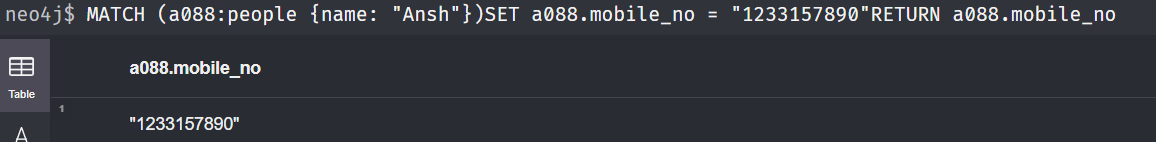 neo4j$ MATCH (a088:people {name: "Ansh"})SET a088.mobile_no = "1233157890"RETURN a088.mobile_no
a088.mobile_no
Table
1
"1233157890"
A